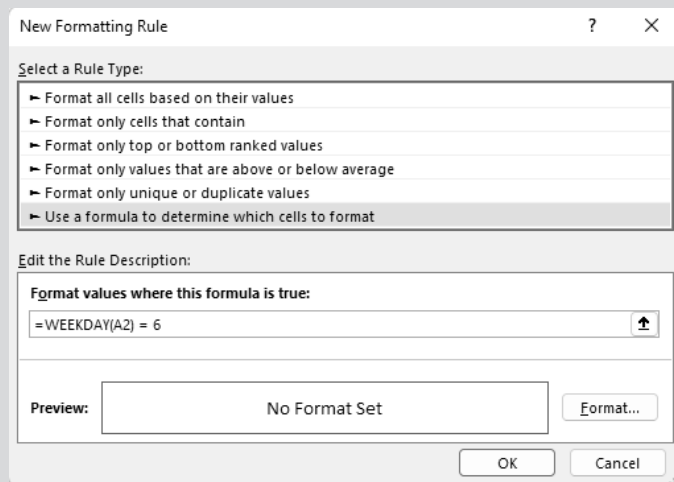 New Formatting Rule ?
Select a Rule Type:
Format all cells based on their values
Format only cells that contain
Format only top or bottom ranked values
Format only values that are above or below average
Format only unique or duplicate values
Use a formula to determine which cells to format
Edit the Rule Description:
Format values where this formula is true:
=WEEKDAY(A2) = 6
Preview: No Format Set Format...
OK Cancel